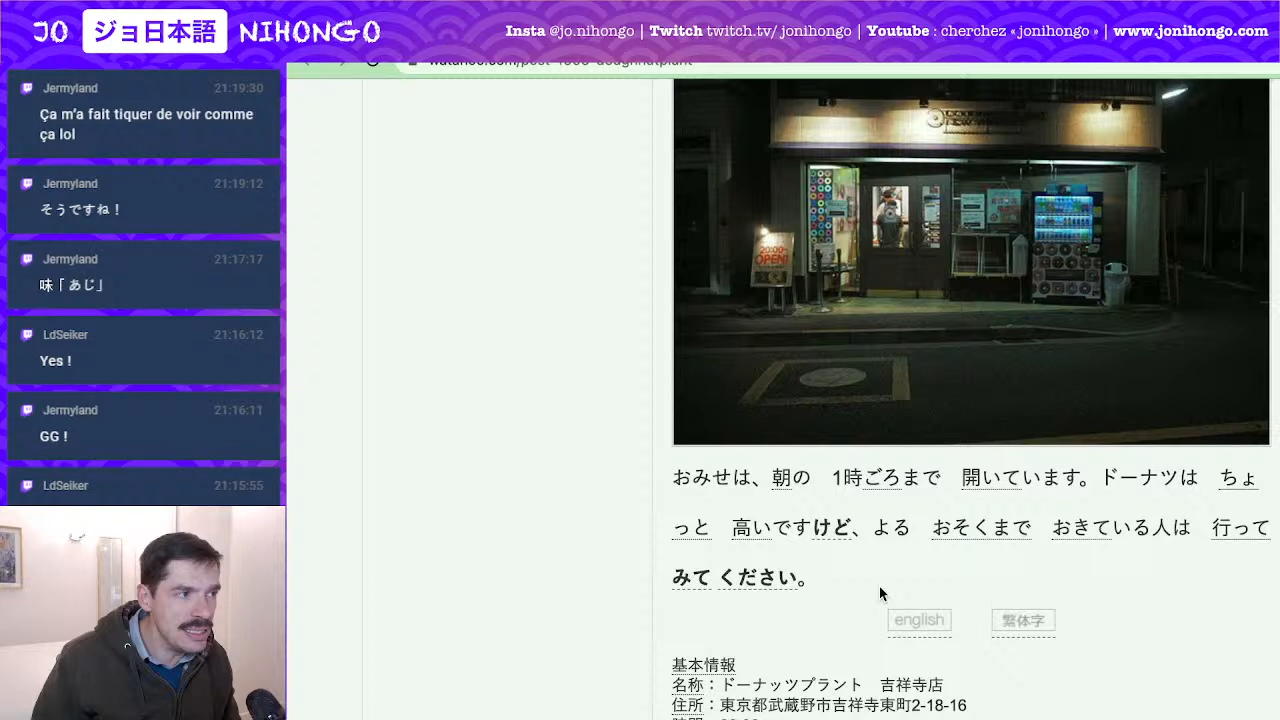 JO ジョ日本語 NIHONGO
Insta @jo.nihongo | Twitch twitch.tv/jonihongo | Youtube : cherchez « jonihongo » | www.jonihongo.com
Jermyland 21:19:30
Ça m'a fait tiquer de voir comme
ça lol
Jermyland 21:19:12
そうですね！
Jermyland 21:17:17
味「あじ」
LdSeiker 21:16:12
Yes !
Jermyland 21:16:11
GG !
LdSeiker 21:15:55
OPEN!
おみせは、朝の 1時ごろまで 開いています。ドーナツは ちょ
っと 高いですけど、よる おそくまで おきている人は 行って
みて ください。
english 繁体字
基本情報
名称：ドーナッツプラント 吉祥寺店
住所：東京都武蔵野市吉祥寺東町2-18-16